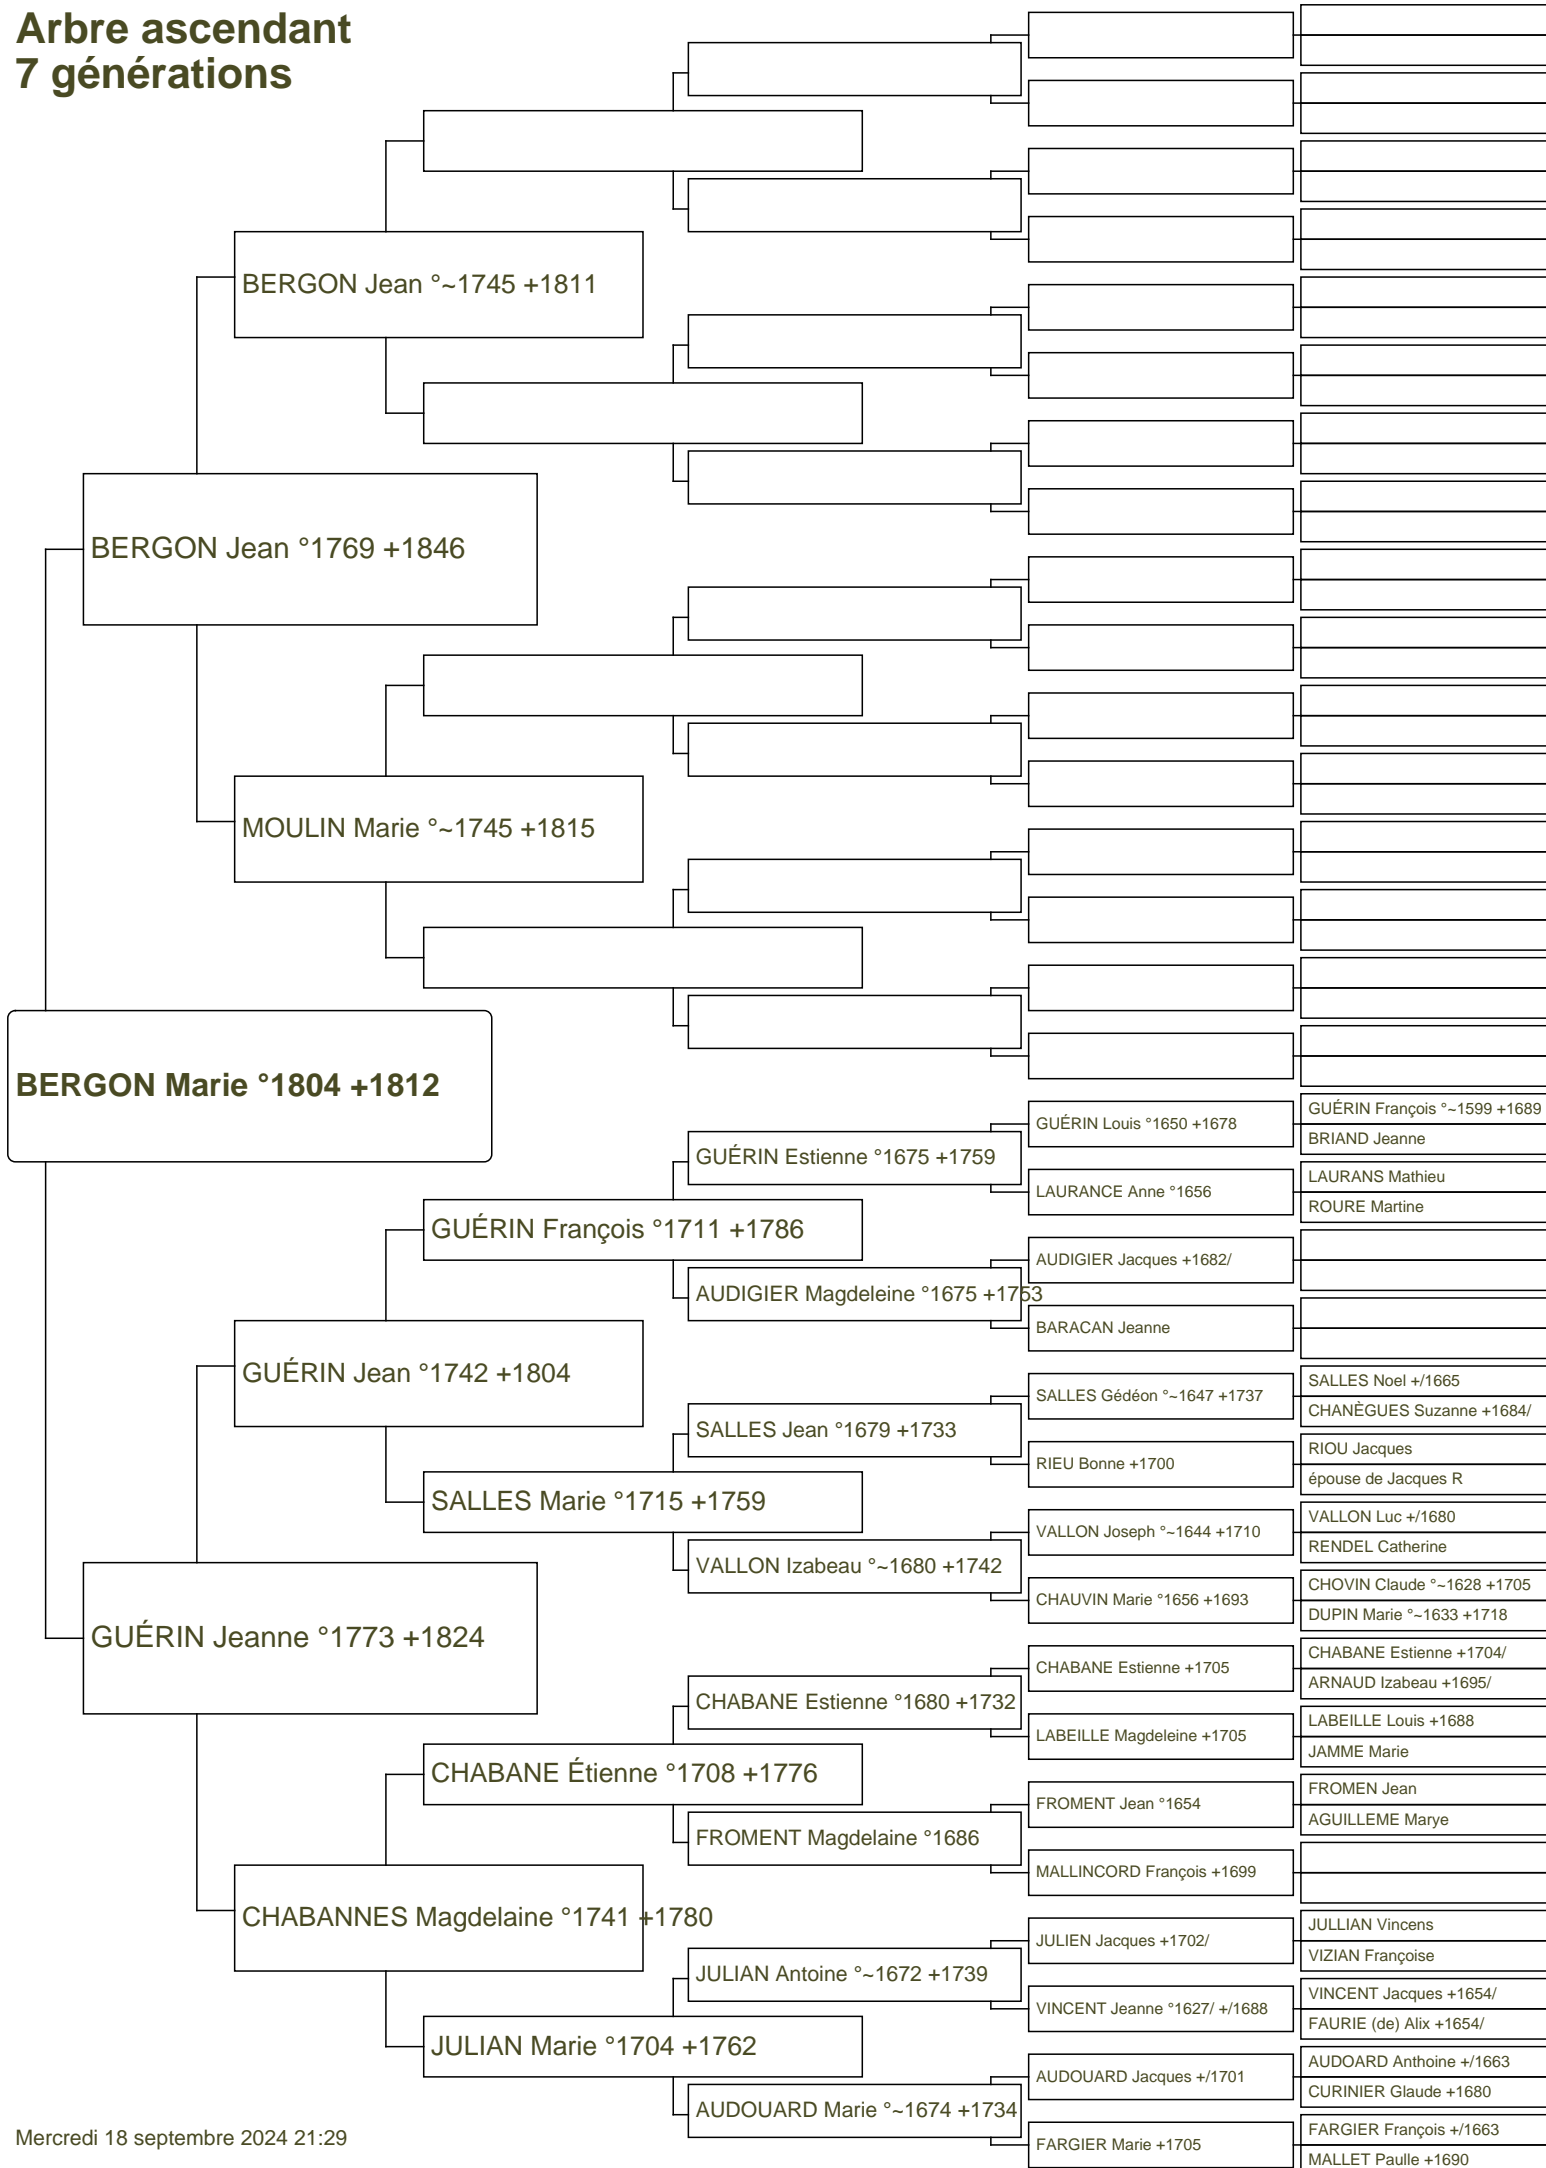 Arbre ascendant
7 générations
BERGON Jean °~1745 +1811
BERGON Jean °1769 +1846
MOULIN Marie °~1745 +1815
BERGON Marie °1804 +1812
GUÉRIN François °~1599 +1689
GUÉRIN Louis °1650 +1678
BRIAND Jeanne
GUÉRIN Estienne °1675 +1759
LAURANS Mathieu
LAURANCE Anne °1656
ROURE Martine
GUÉRIN François °1711 +1786
AUDIGIER Jacques +1682/
AUDIGIER Magdeleine °1675 +1753
BARACAN Jeanne
GUÉRIN Jean °1742 +1804
SALLES Noel +/1665
SALLES Gédéon °~1647 +1737
CHANÈGUES Suzanne +1684/
SALLES Jean °1679 +1733
RIOU Jacques
RIEU Bonne +1700
épouse de Jacques R
SALLES Marie °1715 +1759
VALLON Luc +/1680
VALLON Joseph °~1644 +1710
RENDEL Catherine
VALLON Izabeau °~1680 +1742
CHOVIN Claude °~1628 +1705
CHAUVIN Marie °1656 +1693
DUPIN Marie °~1633 +1718
GUÉRIN Jeanne °1773 +1824
CHABANE Estienne +1704/
CHABANE Estienne +1705
ARNAUD Izabeau +1695/
CHABANE Estienne °1680 +1732
LABEILLE Louis +1688
LABEILLE Magdeleine +1705
JAMME Marie
CHABANE Étienne °1708 +1776
FROMEN Jean
FROMENT Jean °1654
AGUILLEME Marye
FROMENT Magdelaine °1686
MALLINCORD François +1699
CHABANNES Magdelaine °1741 +1780
JULLIAN Vincens
JULIEN Jacques +1702/
VIZIAN Françoise
JULIAN Antoine °~1672 +1739
VINCENT Jacques +1654/
VINCENT Jeanne °1627/ +/1688
FAURIE (de) Alix +1654/
JULIAN Marie °1704 +1762
AUDOARD Anthoine +/1663
AUDOUARD Jacques +/1701
CURINIER Glaude +1680
AUDOUARD Marie °~1674 +1734
FARGIER François +/1663
FARGIER Marie +1705
MALLET Paulle +1690
Mercredi 18 septembre 2024 21:29